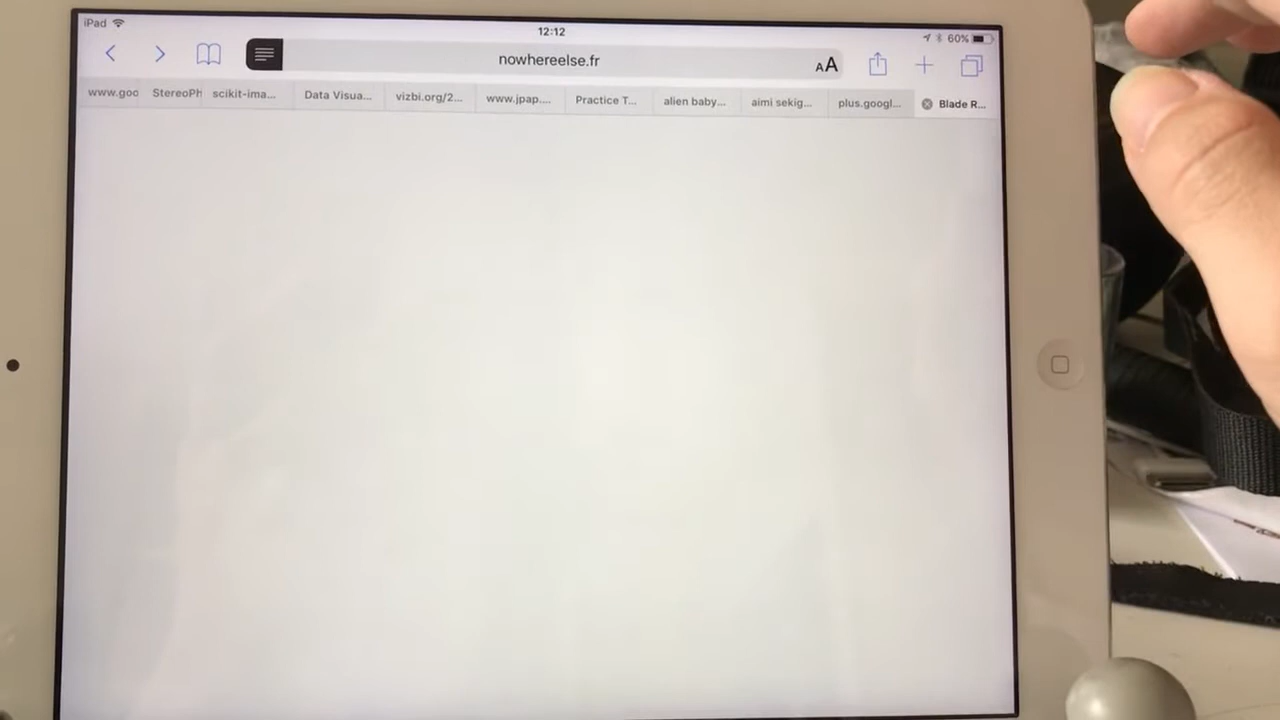 iPad
12:12
60%
nowhereelse.fr
AA
www.goo
StereoPh
scikit-ima...
Data Visua...
vizbi.org/2...
www.jpap....
Practice T...
alien baby...
aimi sekig...
plus.googl...
Blade R...